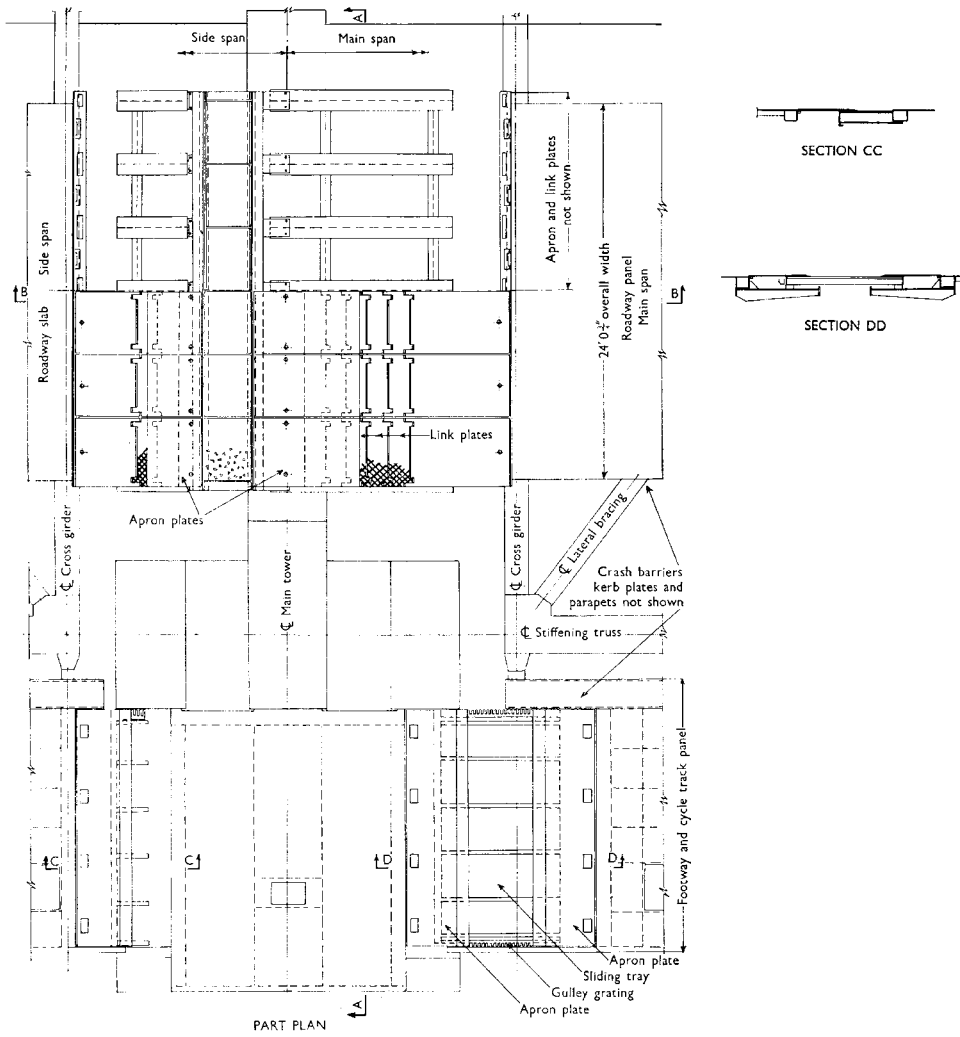 A
Side span
Main span
SECTION CC
Side span
Roadway slab
Apron and link plates
not shown
24' 0¾" overall width
Roadway panel
Main span
B
B
SECTION DD
Link plates
Apron plates
℄ Cross girder
℄ Main tower
℄ Cross girder
℄ Lateral bracing
Crash barriers
kerb plates and
parapets not shown
℄ Stiffening truss
Footway and cycle track panel
C
C
D
D
Apron plate
Sliding tray
Gulley grating
Apron plate
A
PART PLAN